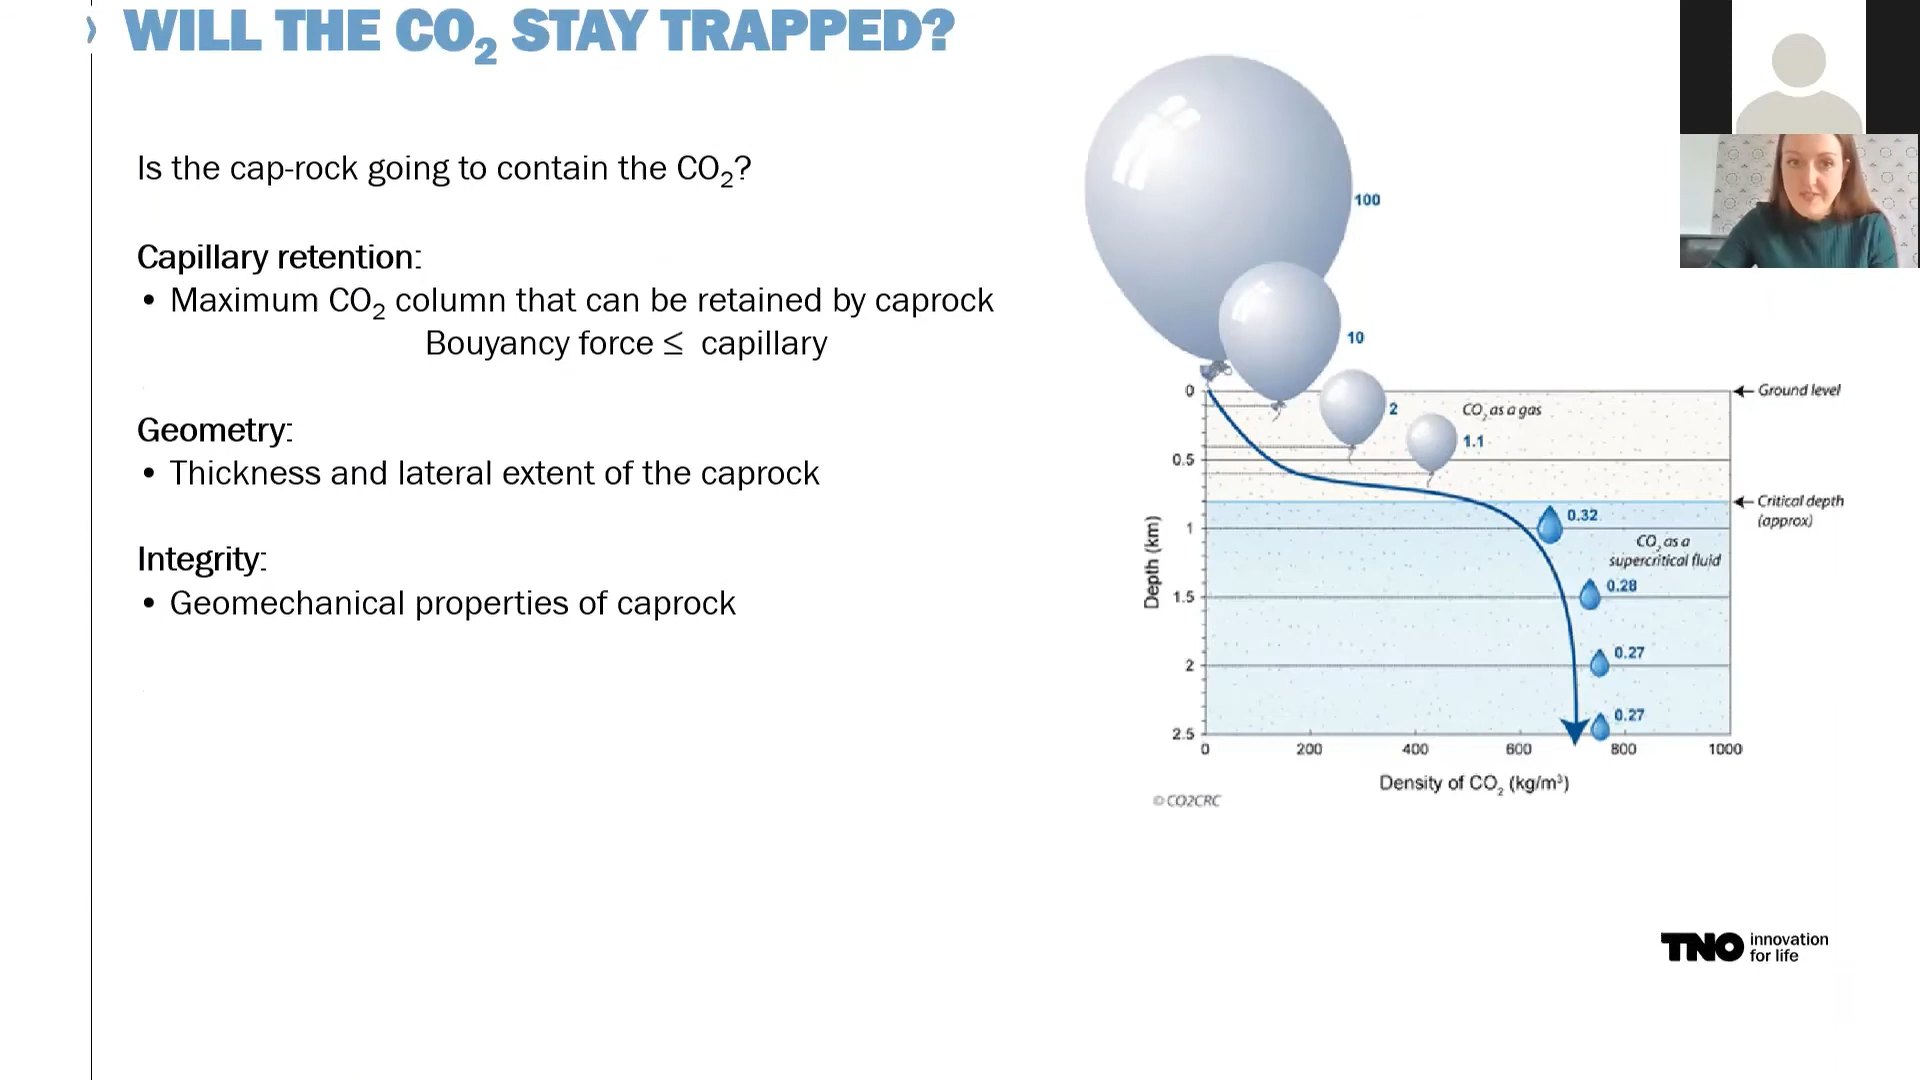 WILL THE CO2 STAY TRAPPED?
Is the cap-rock going to contain the CO2?
Capillary retention:
• Maximum CO2 column that can be retained by caprock
Bouyancy force ≤ capillary
Geometry:
• Thickness and lateral extent of the caprock
Integrity:
• Geomechanical properties of caprock
100
10
2
1.1
CO2 as a gas
Ground level
Critical depth
(approx)
0.32
CO2 as a
supercritical fluid
0.28
0.27
0.27
Depth (km)
0
0.5
1
1.5
2
2.5
0 200 400 600 800 1000
Density of CO2 (kg/m³)
© CO2CRC
TNO innovation
for life